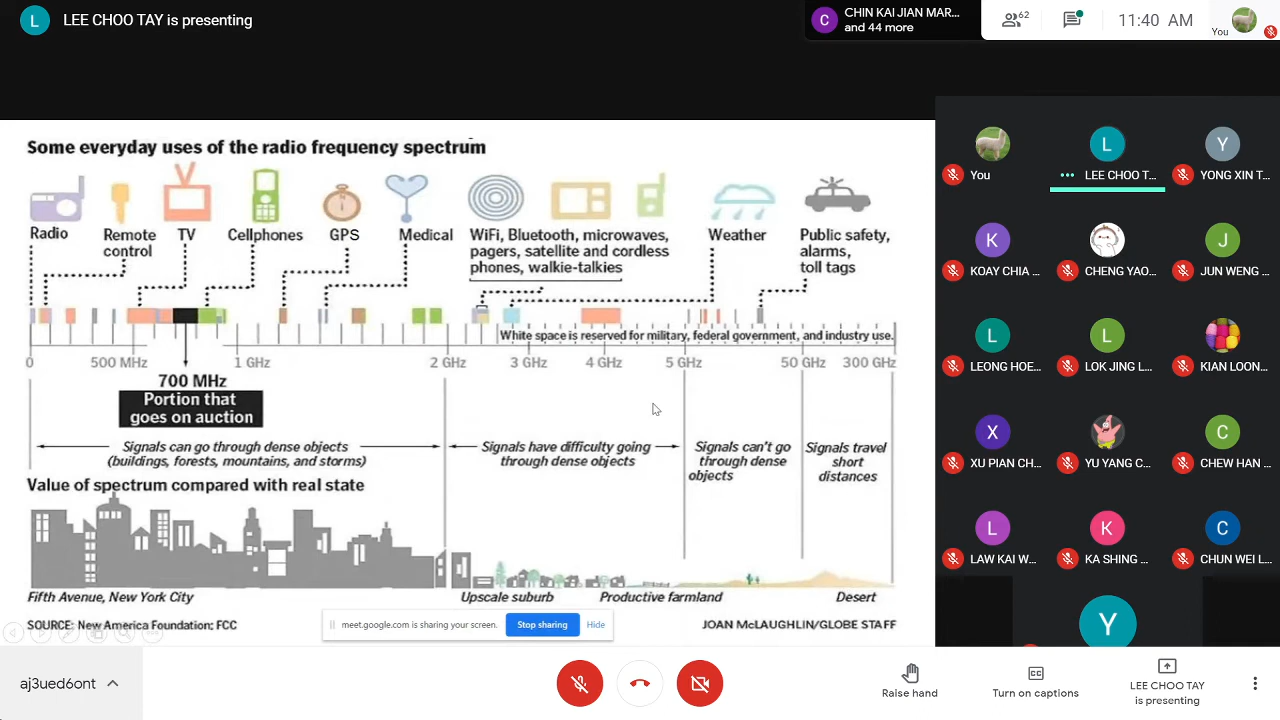 L
LEE CHOO TAY is presenting
C
CHIN KAI JIAN MAR...
and 44 more
62
11:40 AM
You
Some everyday uses of the radio frequency spectrum
Radio
Remote
control
TV
Cellphones
GPS
Medical
WiFi, Bluetooth, microwaves,
pagers, satellite and cordless
phones, walkie-talkies
Weather
Public safety,
alarms,
toll tags
White space is reserved for military, federal government, and industry use.
0
500 MHz
1 GHz
2 GHz
3 GHz
4 GHz
5 GHz
50 GHz
300 GHz
700 MHz
Portion that
goes on auction
Signals can go through dense objects
(buildings, forests, mountains, and storms)
Signals have difficulty going
through dense objects
Signals can't go
through dense
objects
Signals travel
short
distances
Value of spectrum compared with real state
Fifth Avenue, New York City
Upscale suburb
Productive farmland
Desert
SOURCE: New America Foundation; FCC
JOAN McLAUGHLIN/GLOBE STAFF
meet.google.com is sharing your screen.
Stop sharing
Hide
You
L
LEE CHOO T...
Y
YONG XIN T...
K
KOAY CHIA ...
CHENG YAO...
J
JUN WENG ...
L
LEONG HOE...
L
LOK JING L...
KIAN LOON...
X
XU PIAN CH...
YU YANG C...
C
CHEW HAN ...
L
LAW KAI W...
K
KA SHING ...
C
CHUN WEI L...
Y
aj3ued6ont
Raise hand
CC
Turn on captions
LEE CHOO TAY
is presenting